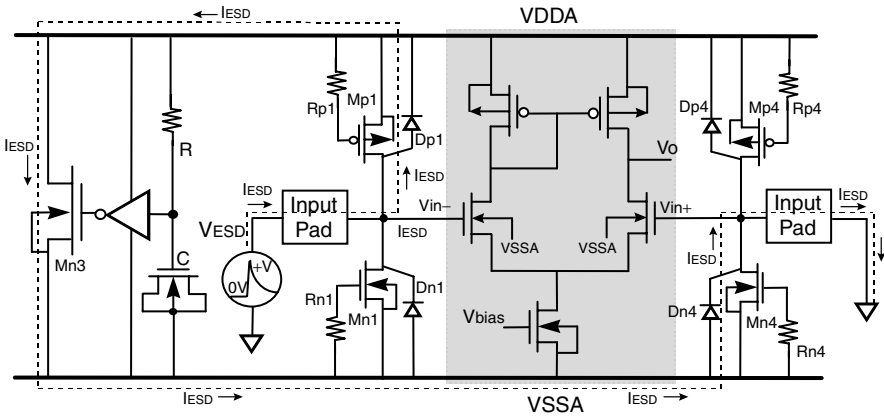 IESD
VDDA
Rp1
Mp1
Dp1
Dp4
Mp4
Rp4
R
IESD
IESD
Vo
IESD
Input
Pad
Vin–
Vin+
Input
Pad
IESD
VESD
IESD
IESD
VSSA
VSSA
Mn3
C
0V
+V
Rn1
Mn1
Dn1
Vbias
Dn4
Mn4
Rn4
IESD
IESD
VSSA
IESD